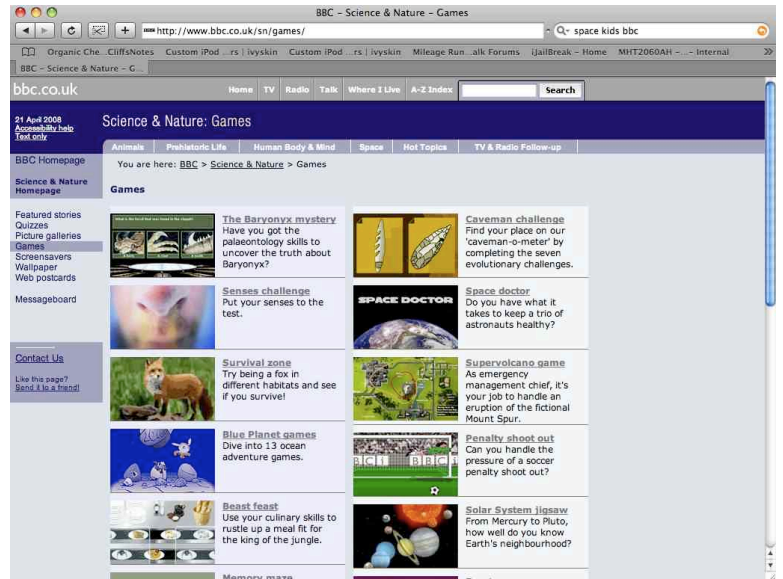 BBC – Science & Nature – Games
http://www.bbc.co.uk/sn/games/
space kids bbc
Organic Che...CliffsNotes Custom iPod ...rs | ivyskin Custom iPod ...rs | ivyskin Mileage Run ...alk Forums iJailBreak – Home MHT2060AH – ... – Internal
BBC – Science & Nature – G...
bbc.co.uk Home TV Radio Talk Where I Live A-Z Index Search
21 April 2008
Accessibility help
Text only
Science & Nature: Games
Animals Prehistoric Life Human Body & Mind Space Hot Topics TV & Radio Follow-up
BBC Homepage
Science & Nature
Homepage
Featured stories
Quizzes
Picture galleries
Games
Screensavers
Wallpaper
Web postcards
Messageboard
Contact Us
Like this page?
Send it to a friend!
You are here: BBC > Science & Nature > Games
Games
The Baryonyx mystery
Have you got the
palaeontology skills to
uncover the truth about
Baryonyx?
Caveman challenge
Find your place on our
'caveman-o-meter' by
completing the seven
evolutionary challenges.
Senses challenge
Put your senses to the
test.
SPACE DOCTOR
Space doctor
Do you have what it
takes to keep a trio of
astronauts healthy?
Survival zone
Try being a fox in
different habitats and see
if you survive!
Supervolcano game
As emergency
management chief, it's
your job to handle an
eruption of the fictional
Mount Spur.
Blue Planet games
Dive into 13 ocean
adventure games.
BBCi BBCi
Penalty shoot out
Can you handle the
pressure of a soccer
penalty shoot out?
Beast feast
Use your culinary skills to
rustle up a meal fit for
the king of the jungle.
Solar System jigsaw
From Mercury to Pluto,
how well do you know
Earth's neighbourhood?
Memory maze